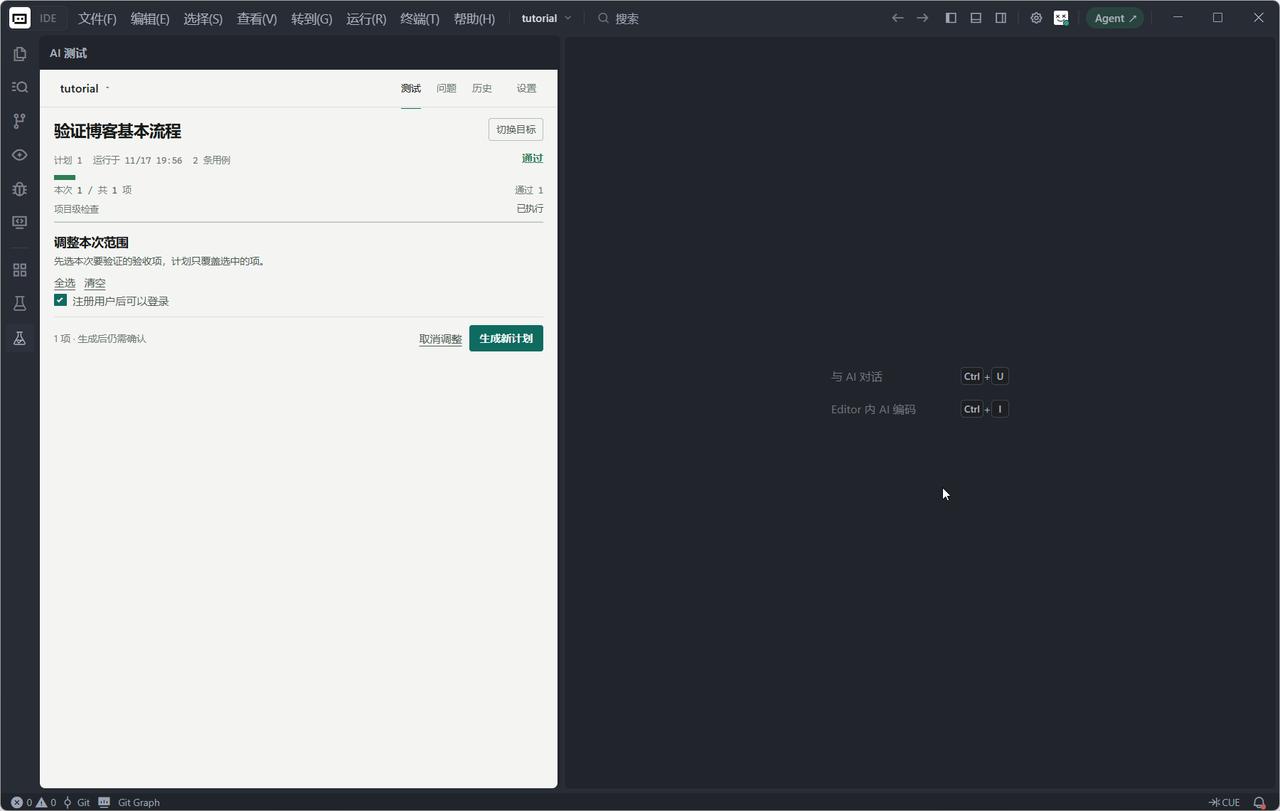 IDE 文件(F) 编辑(E) 选择(S) 查看(V) 转到(G) 运行(R) 终端(T) 帮助(H) tutorial 搜索 Agent ↗
AI 测试
tutorial 测试 问题 历史 设置
验证博客基本流程 切换目标
计划 1 运行于 11/17 19:56 2 条用例 通过
本次 1 / 共 1 项 通过 1
项目级检查 已执行
调整本次范围
先选本次要验证的验收项，计划只覆盖选中的项。
全选 清空
注册用户后可以登录
1 项 · 生成后仍需确认 取消调整 生成新计划
与 AI 对话 Ctrl + U
Editor 内 AI 编码 Ctrl + I
0 0 Git Git Graph CUE